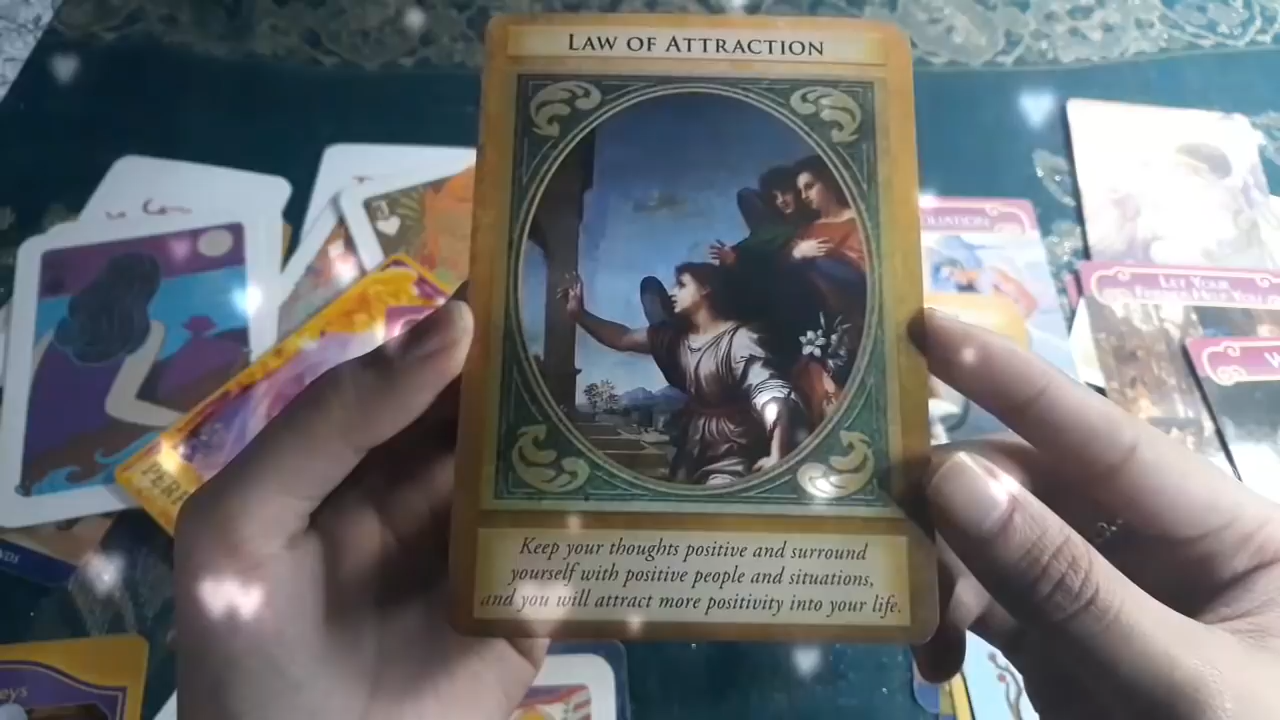 LAW OF ATTRACTION
Keep your thoughts positive and surround
yourself with positive people and situations,
and you will attract more positivity into your life.
LET YOUR